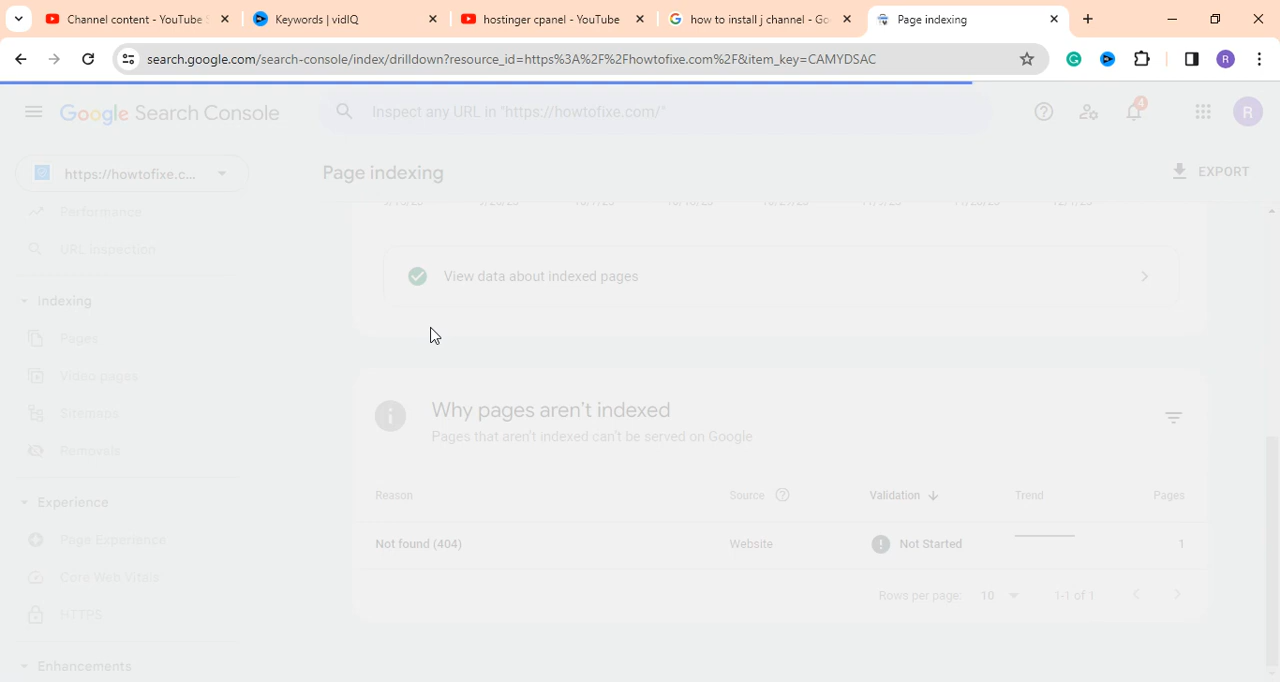 Channel content - YouTube S
Keywords | vidIQ
hostinger cpanel - YouTube
how to install j channel - Go
Page indexing
search.google.com/search-console/index/drilldown?resource_id=https%3A%2F%2Fhowtofixe.com%2F&item_key=CAMYDSAC
R
Google Search Console
Inspect any URL in "https://howtofixe.com/"
4
R
https://howtofixe.c...
Page indexing
EXPORT
Performance
URL inspection
View data about indexed pages
Indexing
Pages
Video pages
Sitemaps
Removals
Why pages aren't indexed
Pages that aren't indexed can't be served on Google
Reason
Source
Validation
Trend
Pages
Experience
Page Experience
Not found (404)
Website
Not Started
1
Core Web Vitals
Rows per page:
10
1-1 of 1
HTTPS
Enhancements